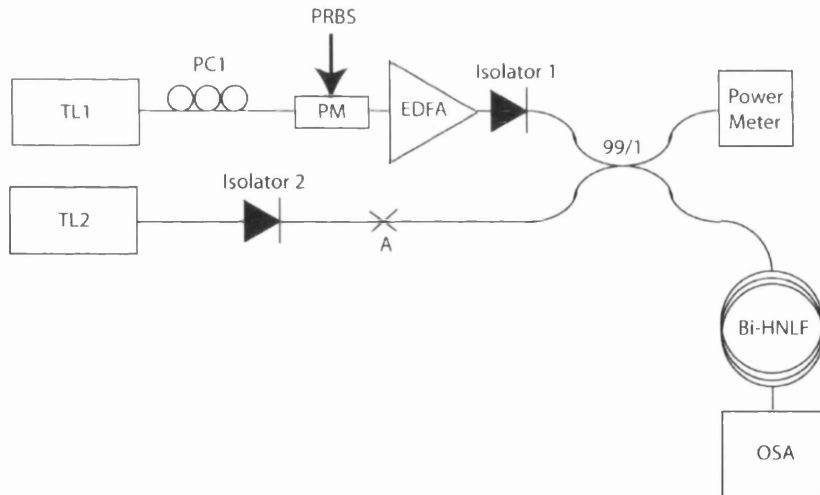 PRBS
PC1
Isolator 1
TL1
PM
EDFA
Power
Meter
99/1
Isolator 2
TL2
A
Bi-HNLF
OSA